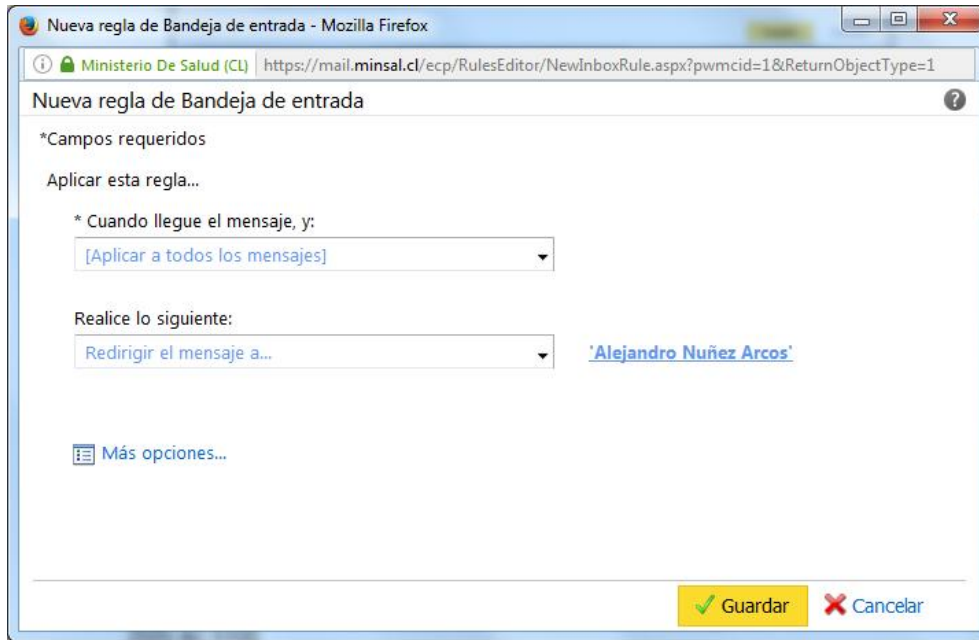 Nueva regla de Bandeja de entrada - Mozilla Firefox
Ministerio De Salud (CL) https://mail.minsal.cl/ecp/RulesEditor/NewInboxRule.aspx?pwmcid=1&ReturnObjectType=1
Nueva regla de Bandeja de entrada
*Campos requeridos
Aplicar esta regla...
* Cuando llegue el mensaje, y:
[Aplicar a todos los mensajes]
Realice lo siguiente:
Redirigir el mensaje a... 'Alejandro Nuñez Arcos'
Más opciones...
Guardar Cancelar